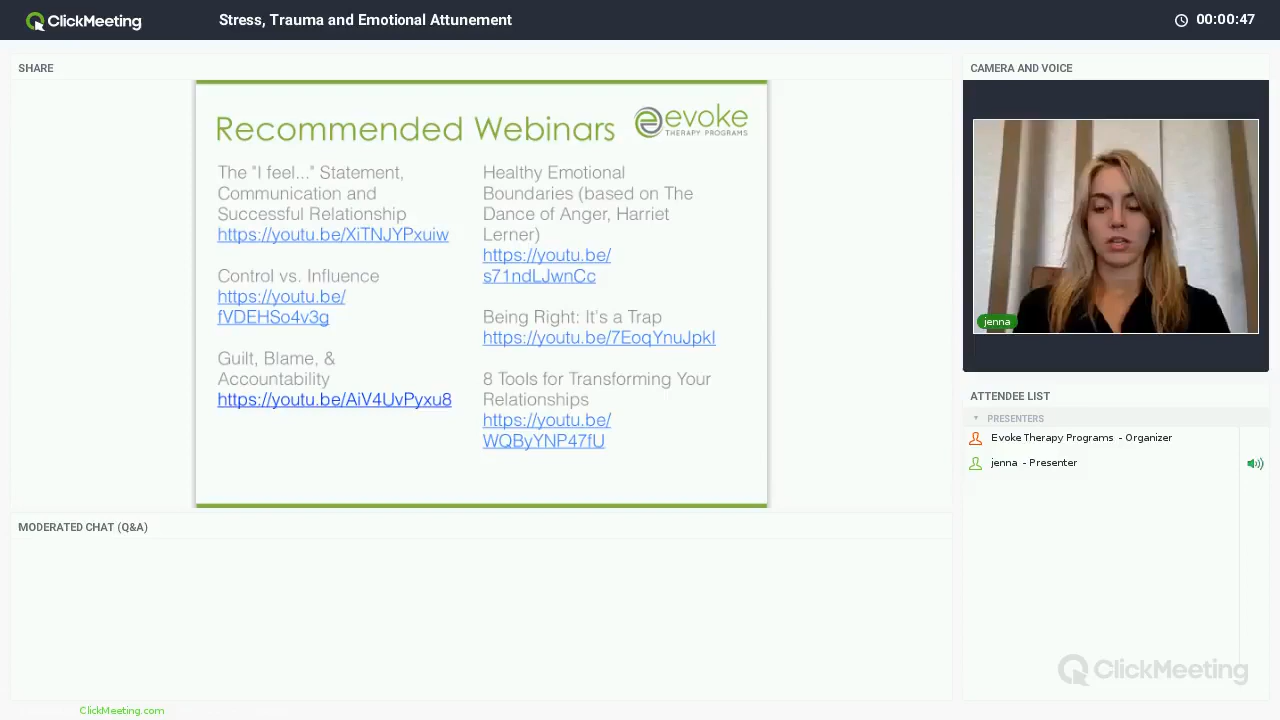 ClickMeeting
Stress, Trauma and Emotional Attunement
00:00:47
SHARE
Recommended Webinars
evoke
THERAPY PROGRAMS
The "I feel..." Statement,
Communication and
Successful Relationship
https://youtu.be/XiTNJYPxuiw
Control vs. Influence
https://youtu.be/
fVDEHSo4v3g
Guilt, Blame, &
Accountability
https://youtu.be/AiV4UvPyxu8
Healthy Emotional
Boundaries (based on The
Dance of Anger, Harriet
Lerner)
https://youtu.be/
s71ndLJwnCc
Being Right: It's a Trap
https://youtu.be/7EoqYnuJpkI
8 Tools for Transforming Your
Relationships
https://youtu.be/
WQByYNP47fU
CAMERA AND VOICE
jenna
ATTENDEE LIST
PRESENTERS
Evoke Therapy Programs - Organizer
jenna - Presenter
MODERATED CHAT (Q&A)
ClickMeeting
ClickMeeting.com